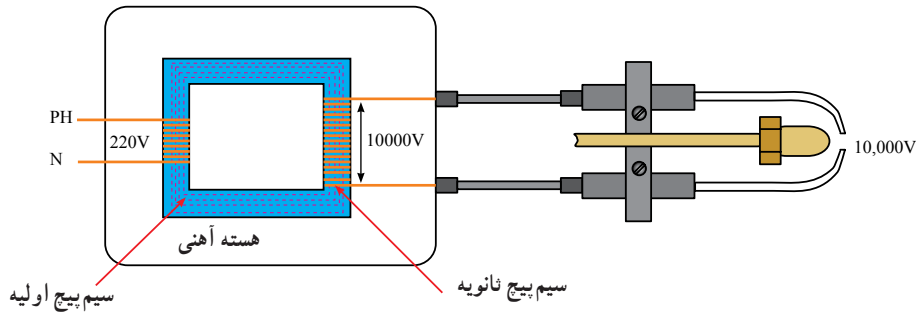 PH
N
220V
10000V
10,000V
هسته آهنی
سیم‌پیچ اولیه
سیم‌پیچ ثانویه